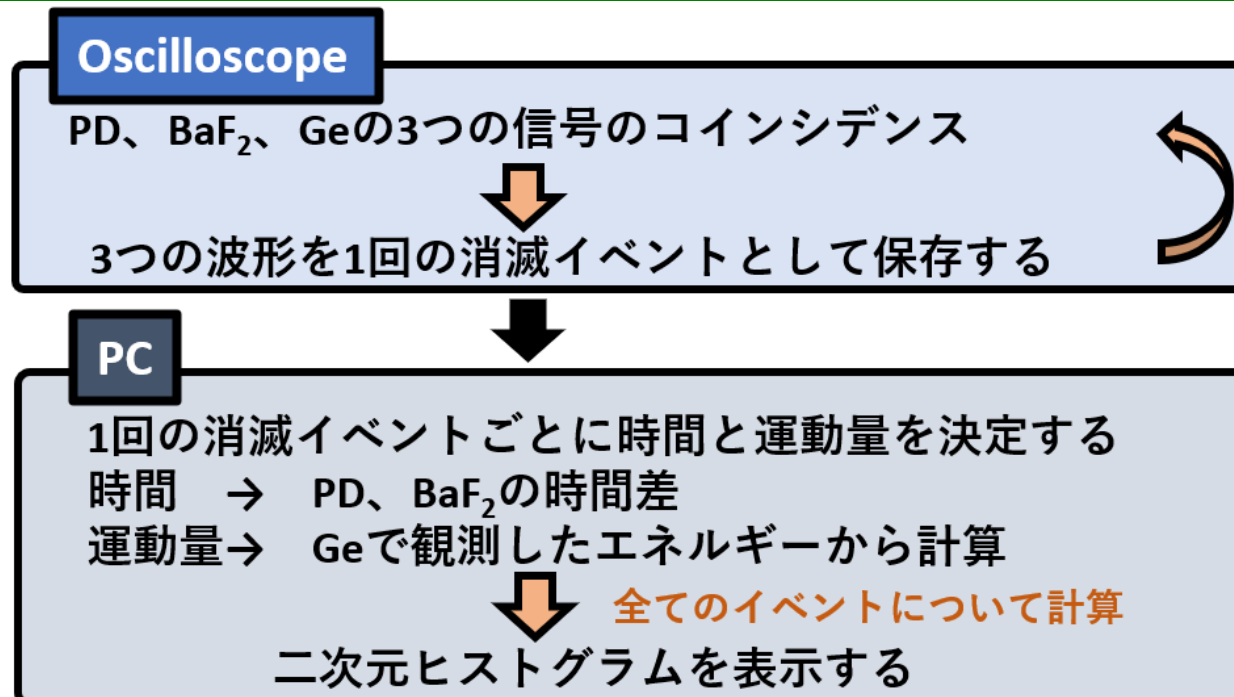 Oscilloscope
PD、BaF₂、Geの3つの信号のコインシデンス
3つの波形を1回の消滅イベントとして保存する
PC
1回の消滅イベントごとに時間と運動量を決定する
時間　→　PD、BaF₂の時間差
運動量→　Geで観測したエネルギーから計算
全てのイベントについて計算
二次元ヒストグラムを表示する